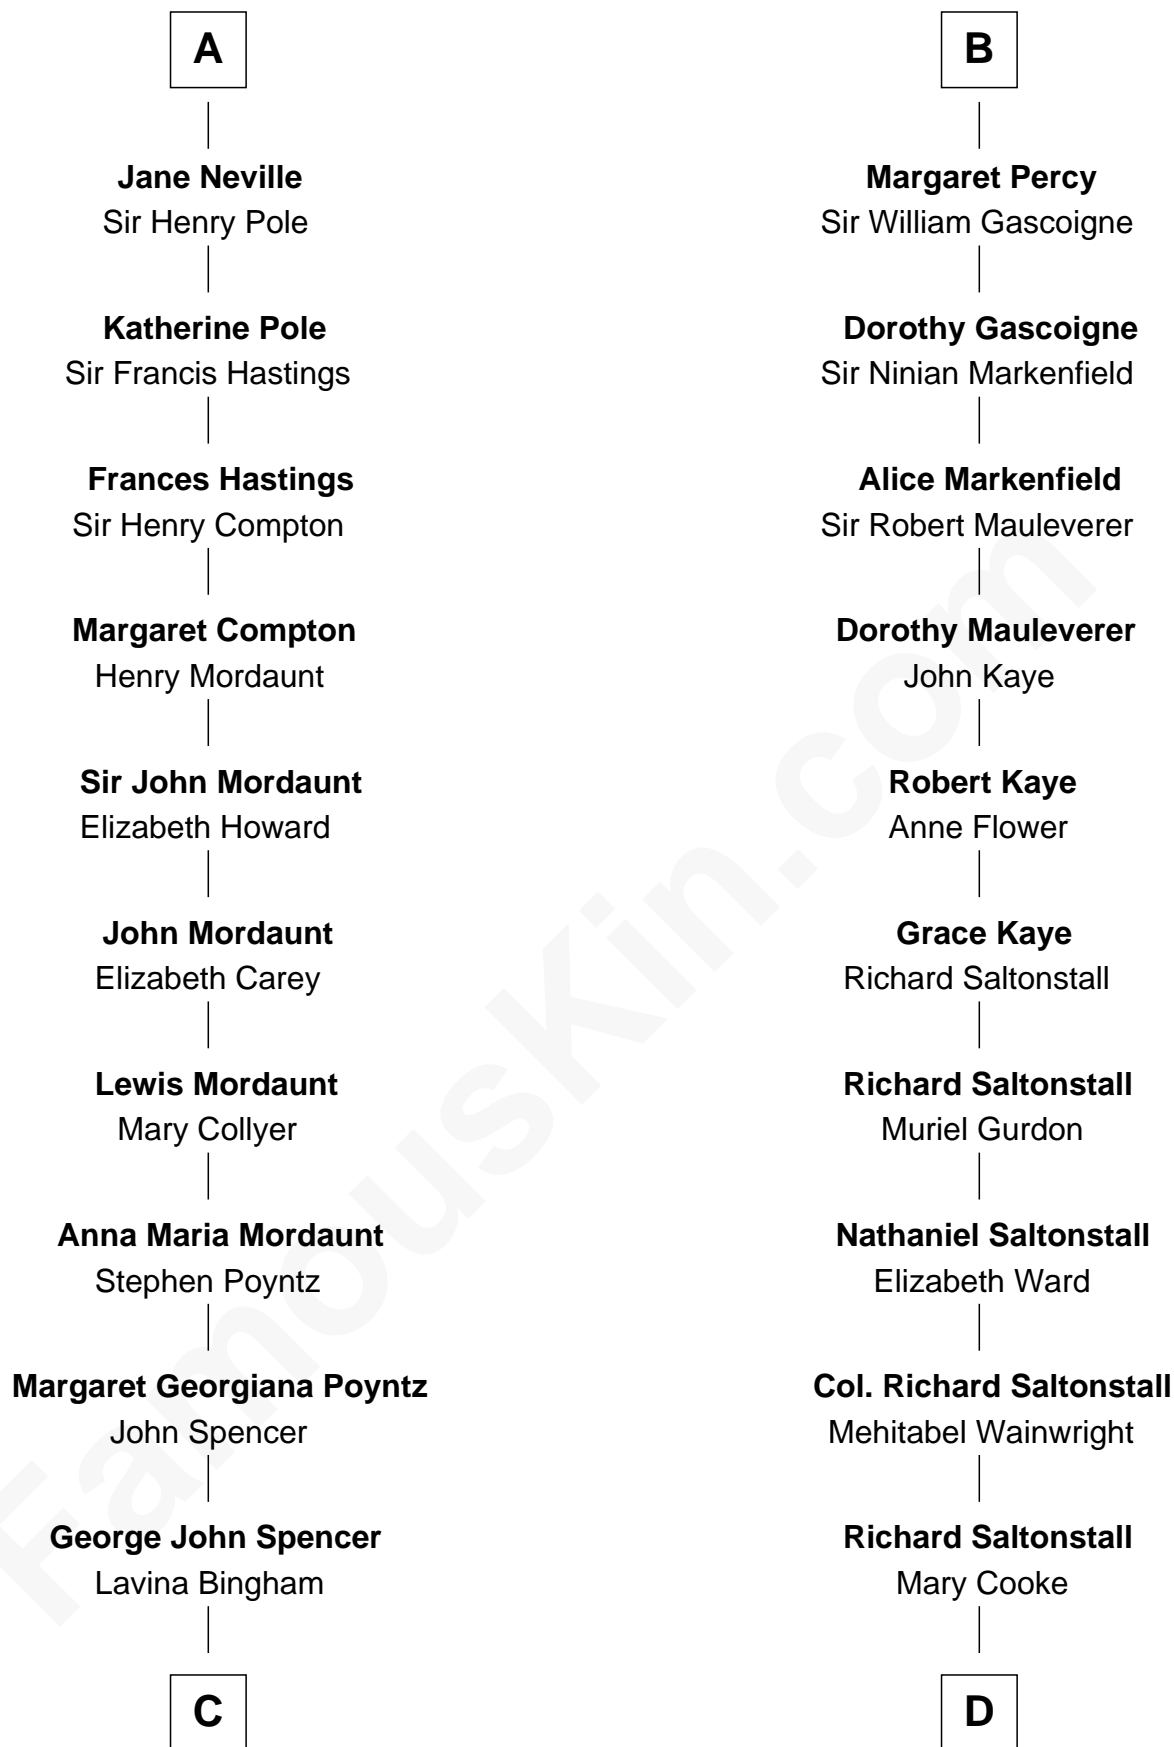 A
Jane Neville
Sir Henry Pole
Katherine Pole
Sir Francis Hastings
Frances Hastings
Sir Henry Compton
Margaret Compton
Henry Mordaunt
Sir John Mordaunt
Elizabeth Howard
John Mordaunt
Elizabeth Carey
Lewis Mordaunt
Mary Collyer
Anna Maria Mordaunt
Stephen Poyntz
Margaret Georgiana Poyntz
John Spencer
George John Spencer
Lavina Bingham
C
B
Margaret Percy
Sir William Gascoigne
Dorothy Gascoigne
Sir Ninian Markenfield
Alice Markenfield
Sir Robert Mauleverer
Dorothy Mauleverer
John Kaye
Robert Kaye
Anne Flower
Grace Kaye
Richard Saltonstall
Richard Saltonstall
Muriel Gurdon
Nathaniel Saltonstall
Elizabeth Ward
Col. Richard Saltonstall
Mehitabel Wainwright
Richard Saltonstall
Mary Cooke
D
FamousKin.com